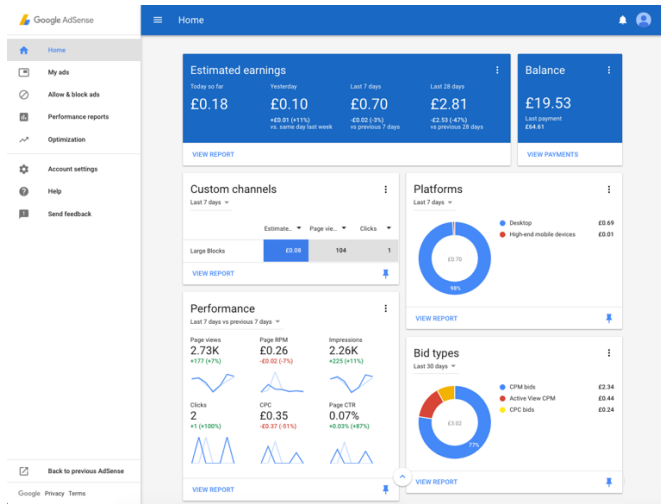 Google AdSense
Home
Home
My ads
Allow & block ads
Performance reports
Optimization
Account settings
Help
Send feedback
Back to previous AdSense
Google Privacy Terms
Estimated earnings
Today so far Yesterday Last 7 days Last 28 days
£0.18 £0.10 £0.70 £2.81
+£0.01 (+11%) -£0.02 (-3%) -£2.53 (-47%)
vs. same day last week vs previous 7 days vs previous 28 days
VIEW REPORT
Balance
£19.53
Last payment
£64.61
VIEW PAYMENTS
Custom channels
Last 7 days
Estimate... Page vie... Clicks
Large Blocks £0.08 104 1
VIEW REPORT
Platforms
Last 7 days
Desktop £0.69
High-end mobile devices £0.01
£0.70
98%
VIEW REPORT
Performance
Last 7 days vs previous 7 days
Page views Page RPM Impressions
2.73K £0.26 2.26K
+177 (+7%) -£0.02 (-7%) +225 (+11%)
Clicks CPC Page CTR
2 £0.35 0.07%
+1 (+100%) -£0.37 (-51%) +0.03% (+87%)
VIEW REPORT
Bid types
Last 30 days
CPM bids £2.34
Active View CPM £0.44
CPC bids £0.24
£3.02
77%
VIEW REPORT